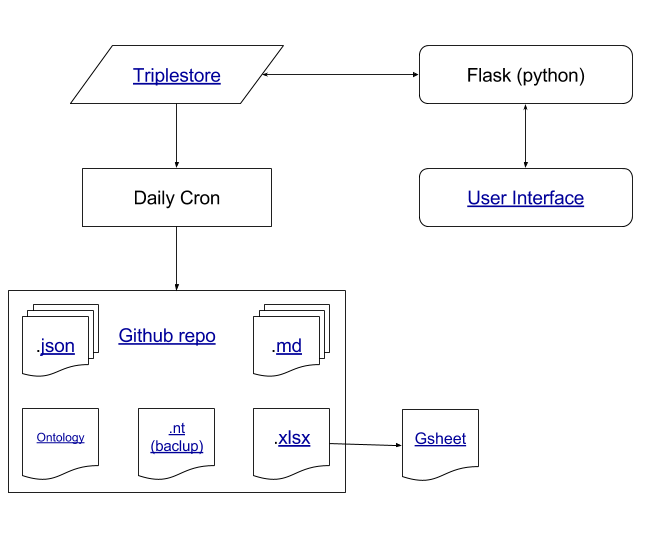 Triplestore
Flask (python)
Daily Cron
User Interface
.json
Github repo
.md
Ontology
.nt
(baclup)
.xlsx
Gsheet